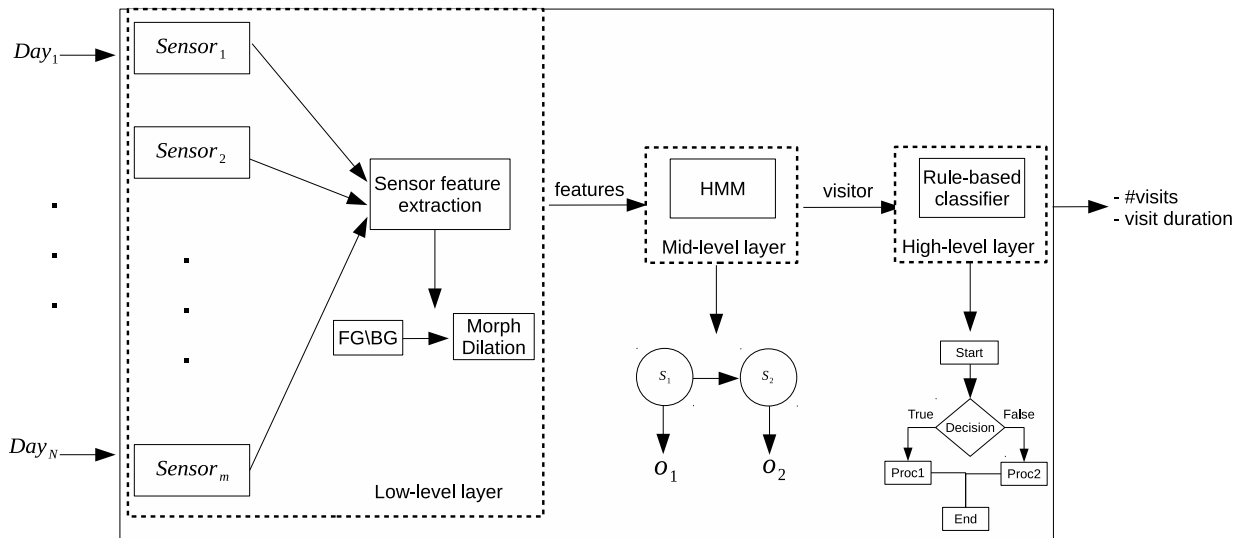 Day1
Sensor1
Sensor2
Sensor feature
extraction
FG\BG
Morph
Dilation
DayN
Sensorm
Low-level layer
features
HMM
Mid-level layer
S1
S2
o1
o2
visitor
Rule-based
classifier
High-level layer
Start
True
False
Decision
Proc1
Proc2
End
- #visits
- visit duration